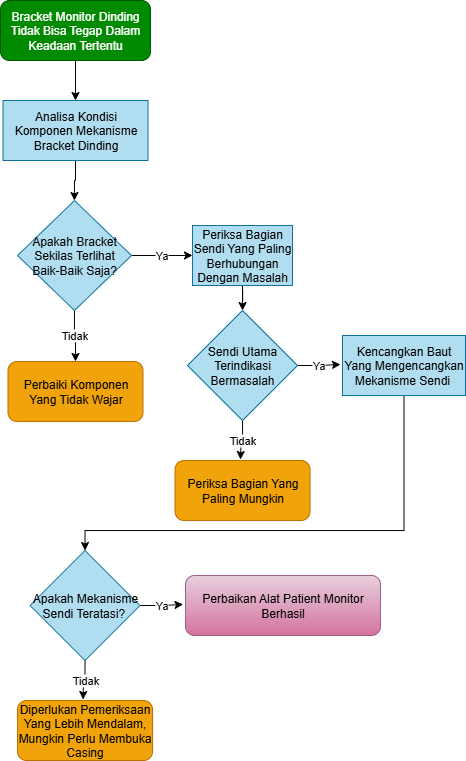 Bracket Monitor Dinding
Tidak Bisa Tegap Dalam
Keadaan Tertentu
Analisa Kondisi
Komponen Mekanisme
Bracket Dinding
Apakah Bracket
Sekilas Terlihat
Baik-Baik Saja?
Ya
Periksa Bagian
Sendi Yang Paling
Berhubungan
Dengan Masalah
Tidak
Perbaiki Komponen
Yang Tidak Wajar
Sendi Utama
Terindikasi
Bermasalah
Ya
Kencangkan Baut
Yang Mengencangkan
Mekanisme Sendi
Tidak
Periksa Bagian Yang
Paling Mungkin
Apakah Mekanisme
Sendi Teratasi?
Ya
Perbaikan Alat Patient Monitor
Berhasil
Tidak
Diperlukan Pemeriksaan
Yang Lebih Mendalam,
Mungkin Perlu Membuka
Casing